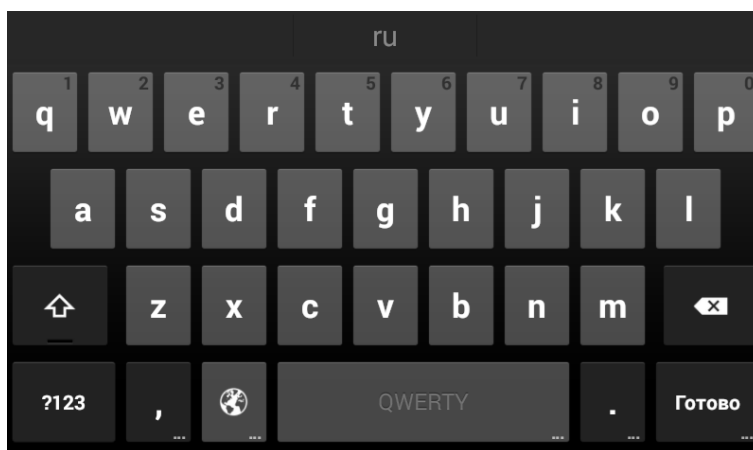 ru
1 2 3 4 5 6 7 8 9 0
q w e r t y u i o p
a s d f g h j k l
z x c v b n m
?123 , QWERTY . Готово